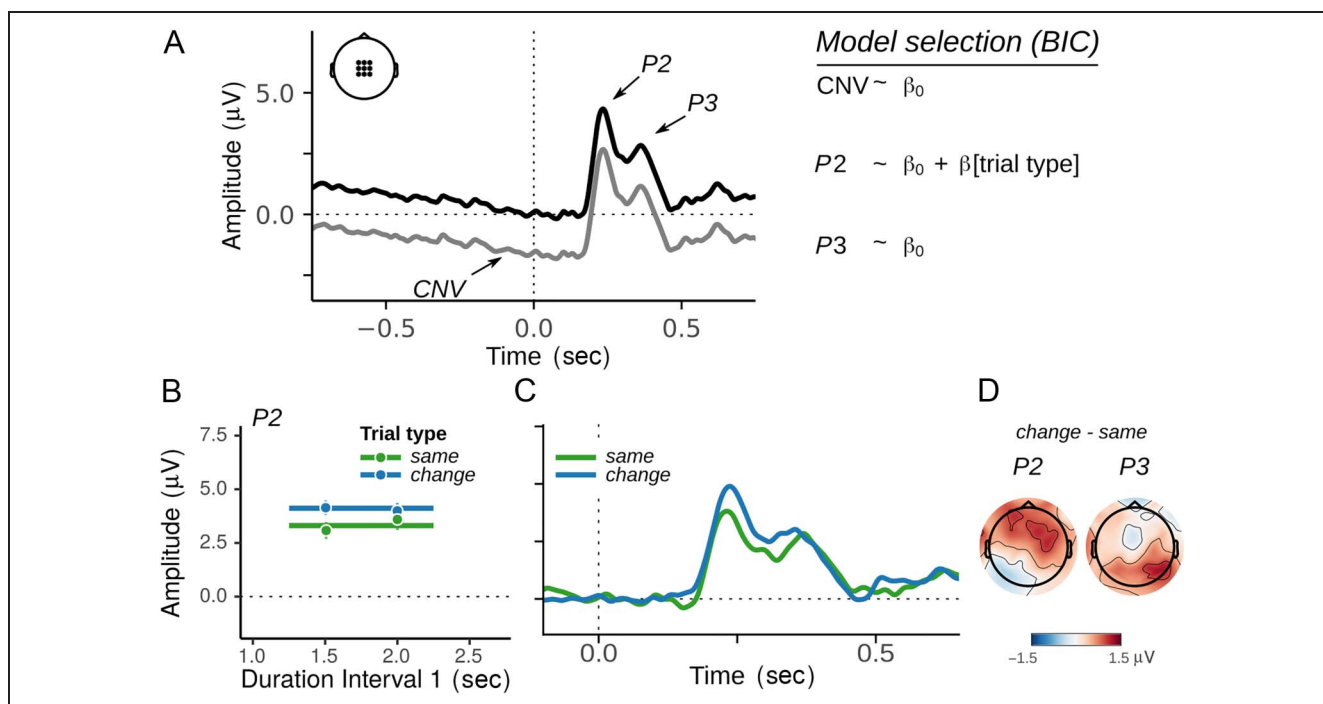 A
Model selection (BIC)
CNV ~ β₀
P2 ~ β₀ + β[trial type]
P3 ~ β₀
P2
P3
CNV
Amplitude (μV)
5.0
0.0
−0.5 0.0 0.5
Time (sec)
B
P2
Trial type
same
change
Amplitude (μV)
7.5
5.0
2.5
0.0
1.0 1.5 2.0 2.5
Duration Interval 1 (sec)
C
same
change
0.0 0.5
Time (sec)
D
change - same
P2 P3
−1.5 1.5 μV